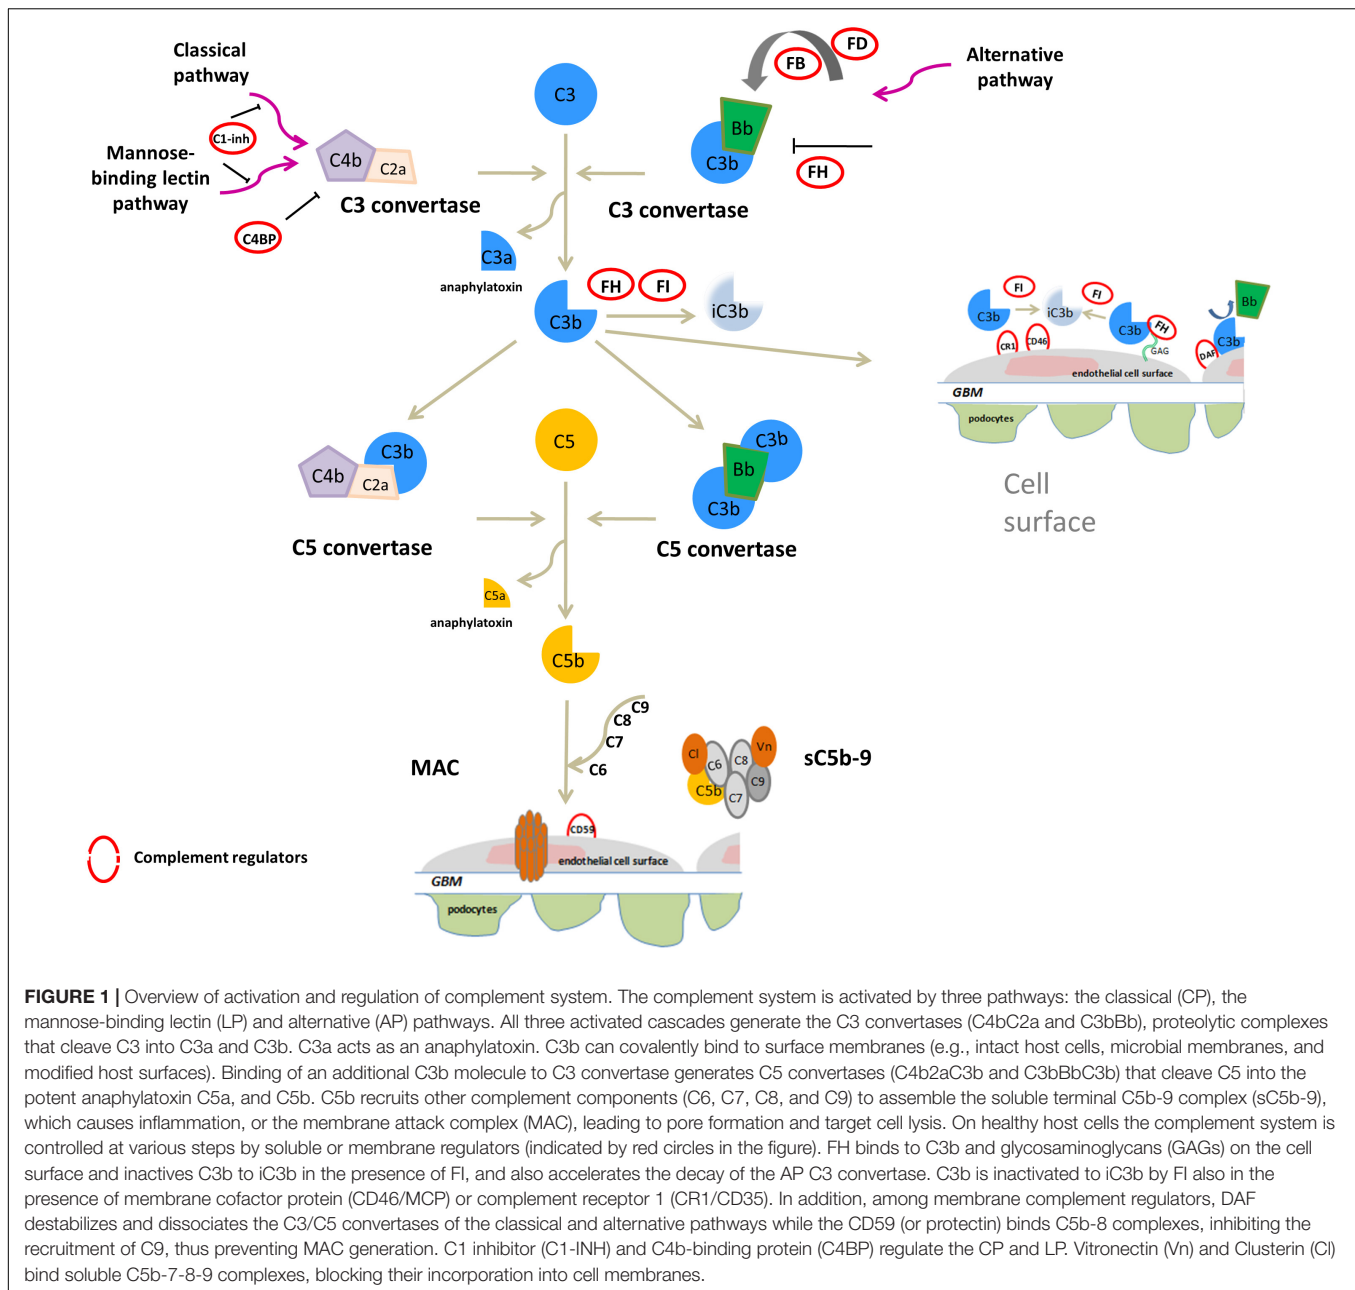 Classical
pathway
FD
FB
Alternative
pathway
C3
Bb
C3b
C1-inh
Mannose-
binding lectin
pathway
C4b
C2a
FH
C3 convertase
C3 convertase
C4BP
C3a
anaphylatoxin
FH
FI
C3b
iC3b
FI
FI
Bb
C3b
iC3b
C3b
FH
C3b
CR1
CD46
GAG
DAF
endothelial cell surface
GBM
podocytes
Cell
surface
C3b
C4b
C2a
C5
C3b
Bb
C3b
C5 convertase
C5 convertase
C5a
anaphylatoxin
C5b
C9
C8
C7
C6
MAC
Cl
Vn
C6
C8
C9
C5b
C7
sC5b-9
CD59
Complement regulators
endothelial cell surface
GBM
podocytes
FIGURE 1 | Overview of activation and regulation of complement system. The complement system is activated by three pathways: the classical (CP), the
mannose-binding lectin (LP) and alternative (AP) pathways. All three activated cascades generate the C3 convertases (C4bC2a and C3bBb), proteolytic complexes
that cleave C3 into C3a and C3b. C3a acts as an anaphylatoxin. C3b can covalently bind to surface membranes (e.g., intact host cells, microbial membranes, and
modified host surfaces). Binding of an additional C3b molecule to C3 convertase generates C5 convertases (C4b2aC3b and C3bBbC3b) that cleave C5 into the
potent anaphylatoxin C5a, and C5b. C5b recruits other complement components (C6, C7, C8, and C9) to assemble the soluble terminal C5b-9 complex (sC5b-9),
which causes inflammation, or the membrane attack complex (MAC), leading to pore formation and target cell lysis. On healthy host cells the complement system is
controlled at various steps by soluble or membrane regulators (indicated by red circles in the figure). FH binds to C3b and glycosaminoglycans (GAGs) on the cell
surface and inactives C3b to iC3b in the presence of FI, and also accelerates the decay of the AP C3 convertase. C3b is inactivated to iC3b by FI also in the
presence of membrane cofactor protein (CD46/MCP) or complement receptor 1 (CR1/CD35). In addition, among membrane complement regulators, DAF
destabilizes and dissociates the C3/C5 convertases of the classical and alternative pathways while the CD59 (or protectin) binds C5b-8 complexes, inhibiting the
recruitment of C9, thus preventing MAC generation. C1 inhibitor (C1-INH) and C4b-binding protein (C4BP) regulate the CP and LP. Vitronectin (Vn) and Clusterin (Cl)
bind soluble C5b-7-8-9 complexes, blocking their incorporation into cell membranes.